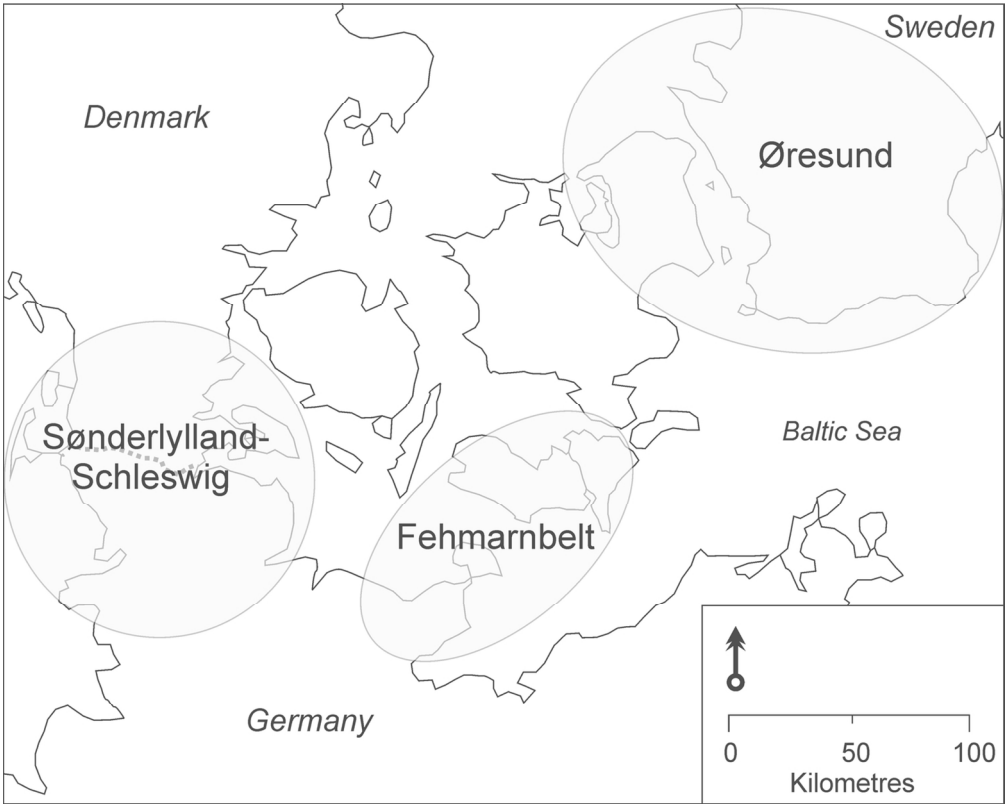 Sweden
Denmark
Øresund
Sønderlylland-
Schleswig
Baltic Sea
Fehmarnbelt
Germany
0 50 100
Kilometres